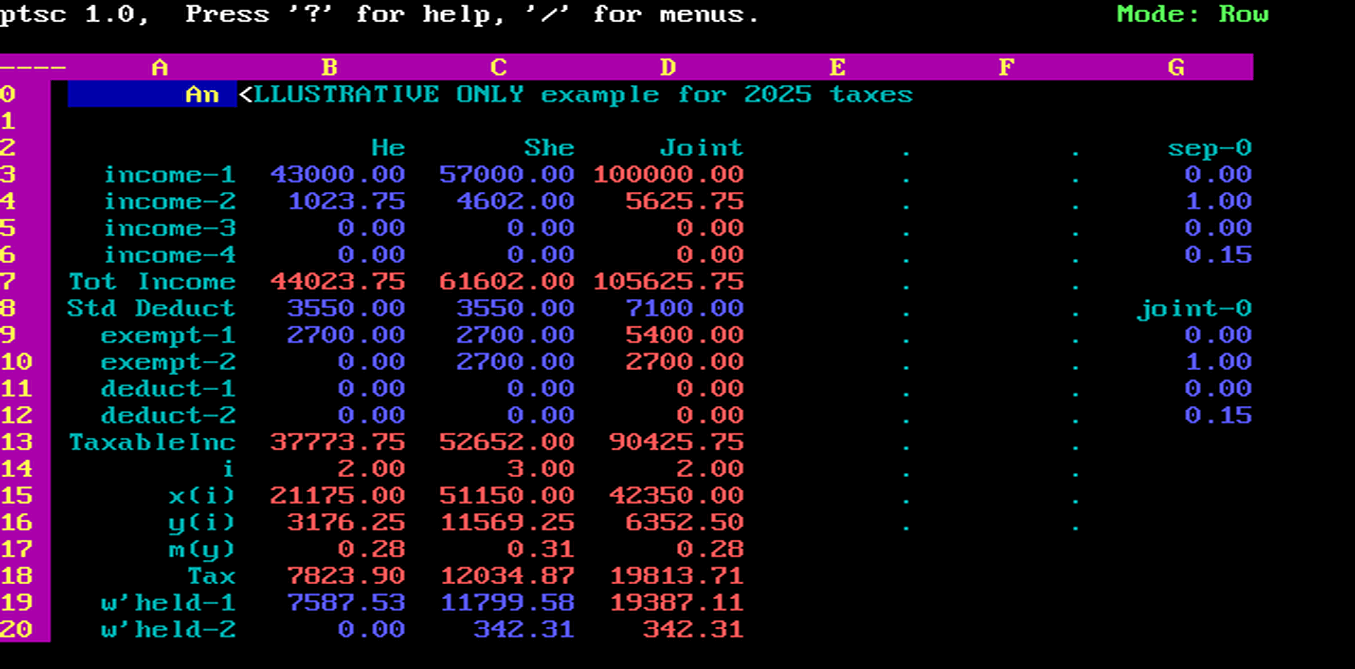 ptsc 1.0,  Press '?' for help, '/' for menus. Mode: Row
---- A B C D E F G
0 An <LLUSTRATIVE ONLY example for 2025 taxes
1
2 He She Joint . . sep-0
3 income-1 43000.00 57000.00 100000.00 . . 0.00
4 income-2 1023.75 4602.00 5625.75 . . 1.00
5 income-3 0.00 0.00 0.00 . . 0.00
6 income-4 0.00 0.00 0.00 . . 0.15
7 Tot Income 44023.75 61602.00 105625.75 . .
8 Std Deduct 3550.00 3550.00 7100.00 . . joint-0
9 exempt-1 2700.00 2700.00 5400.00 . . 0.00
10 exempt-2 0.00 2700.00 2700.00 . . 1.00
11 deduct-1 0.00 0.00 0.00 . . 0.00
12 deduct-2 0.00 0.00 0.00 . . 0.15
13 TaxableInc 37773.75 52652.00 90425.75 . .
14 i 2.00 3.00 2.00 . .
15 x(i) 21175.00 51150.00 42350.00 . .
16 y(i) 3176.25 11569.25 6352.50 . .
17 m(y) 0.28 0.31 0.28
18 Tax 7823.90 12034.87 19813.71
19 w'held-1 7587.53 11799.58 19387.11
20 w'held-2 0.00 342.31 342.31